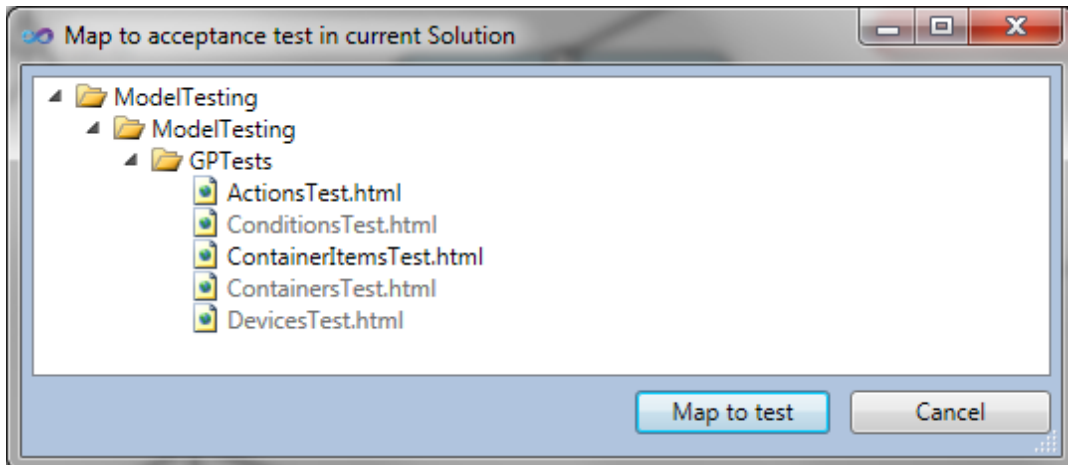 Map to acceptance test in current Solution
ModelTesting
ModelTesting
GPTests
ActionsTest.html
ConditionsTest.html
ContainerItemsTest.html
ContainersTest.html
DevicesTest.html
Map to test Cancel